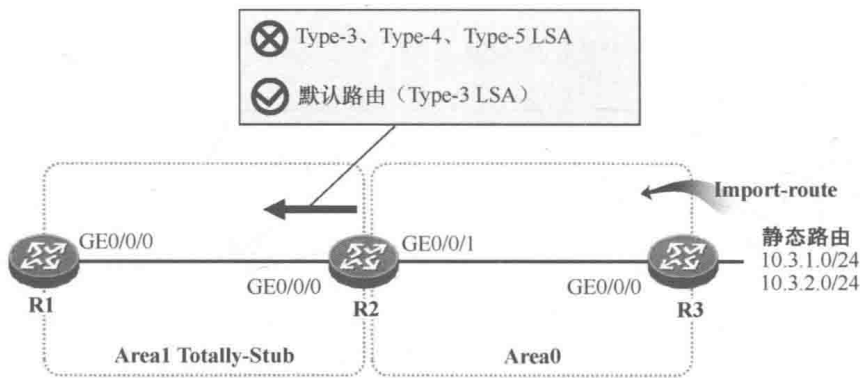 Type-3、Type-4、Type-5 LSA
默认路由（Type-3 LSA）
Import-route
GE0/0/0
GE0/0/1
静态路由
10.3.1.0/24
10.3.2.0/24
GE0/0/0
GE0/0/0
R1
R2
R3
Area1 Totally-Stub
Area0